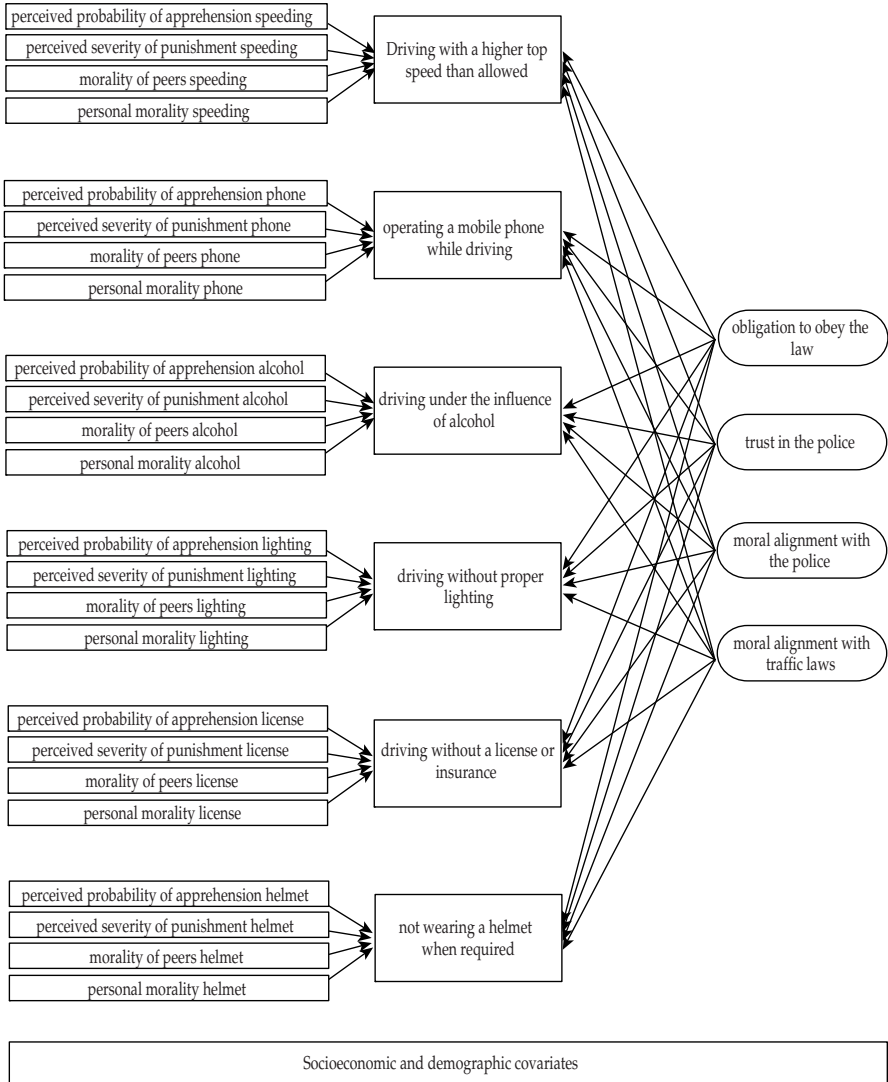 perceived probability of apprehension speeding
perceived severity of punishment speeding
morality of peers speeding
personal morality speeding
Driving with a higher top
speed than allowed
perceived probability of apprehension phone
perceived severity of punishment phone
morality of peers phone
personal morality phone
operating a mobile phone
while driving
perceived probability of apprehension alcohol
perceived severity of punishment alcohol
morality of peers alcohol
personal morality alcohol
driving under the influence
of alcohol
perceived probability of apprehension lighting
perceived severity of punishment lighting
morality of peers lighting
personal morality lighting
driving without proper
lighting
perceived probability of apprehension license
perceived severity of punishment license
morality of peers license
personal morality license
driving without a license or
insurance
perceived probability of apprehension helmet
perceived severity of punishment helmet
morality of peers helmet
personal morality helmet
not wearing a helmet
when required
obligation to obey the
law
trust in the police
moral alignment with
the police
moral alignment with
traffic laws
Socioeconomic and demographic covariates